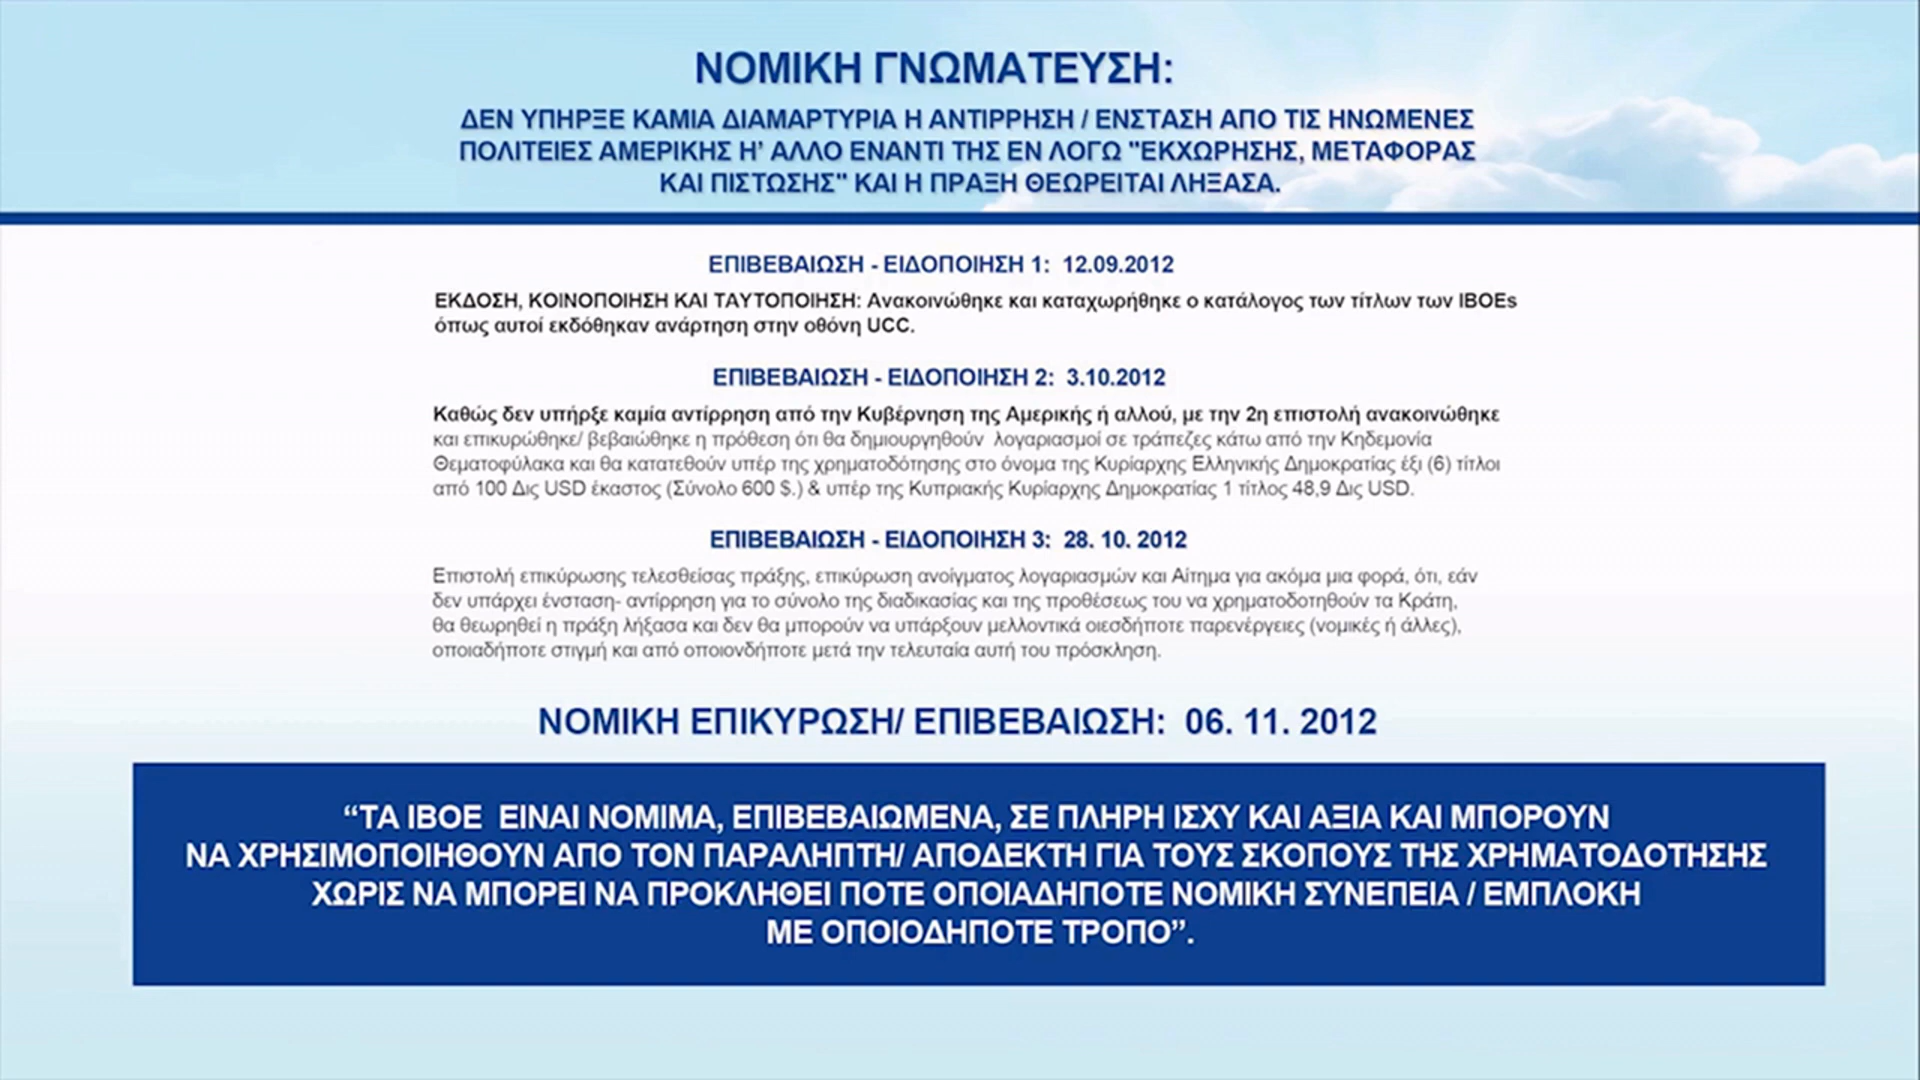 ΝΟΜΙΚΗ ΓΝΩΜΑΤΕΥΣΗ:
ΔΕΝ ΥΠΗΡΞΕ ΚΑΜΙΑ ΔΙΑΜΑΡΤΥΡΙΑ Η ΑΝΤΙΡΡΗΣΗ / ΕΝΣΤΑΣΗ ΑΠΟ ΤΙΣ ΗΝΩΜΕΝΕΣ
ΠΟΛΙΤΕΙΕΣ ΑΜΕΡΙΚΗΣ Η’ ΑΛΛΟ ΕΝΑΝΤΙ ΤΗΣ ΕΝ ΛΟΓΩ "ΕΚΧΩΡΗΣΗΣ, ΜΕΤΑΦΟΡΑΣ
ΚΑΙ ΠΙΣΤΩΣΗΣ" ΚΑΙ Η ΠΡΑΞΗ ΘΕΩΡΕΙΤΑΙ ΛΗΞΑΣΑ.
ΕΠΙΒΕΒΑΙΩΣΗ - ΕΙΔΟΠΟΙΗΣΗ 1: 12.09.2012
ΕΚΔΟΣΗ, ΚΟΙΝΟΠΟΙΗΣΗ ΚΑΙ ΤΑΥΤΟΠΟΙΗΣΗ: Ανακοινώθηκε και καταχωρήθηκε ο κατάλογος των τίτλων των IBOEs
όπως αυτοί εκδόθηκαν ανάρτηση στην οθόνη UCC.
ΕΠΙΒΕΒΑΙΩΣΗ - ΕΙΔΟΠΟΙΗΣΗ 2: 3.10.2012
Καθώς δεν υπήρξε καμία αντίρρηση από την Κυβέρνηση της Αμερικής ή αλλού, με την 2η επιστολή ανακοινώθηκε
και επικυρώθηκε/ βεβαιώθηκε η πρόθεση ότι θα δημιουργηθούν λογαριασμοί σε τράπεζες κάτω από την Κηδεμονία
Θεματοφύλακα και θα κατατεθούν υπέρ της χρηματοδότησης στο όνομα της Κυρίαρχης Ελληνικής Δημοκρατίας έξι (6) τίτλοι
από 100 Δις USD έκαστος (Σύνολο 600 $.) & υπέρ της Κυπριακής Κυρίαρχης Δημοκρατίας 1 τίτλος 48,9 Δις USD.
ΕΠΙΒΕΒΑΙΩΣΗ - ΕΙΔΟΠΟΙΗΣΗ 3: 28. 10. 2012
Επιστολή επικύρωσης τελεσθείσας πράξης, επικύρωση ανοίγματος λογαριασμών και Αίτημα για ακόμα μια φορά, ότι, εάν
δεν υπάρχει ένσταση- αντίρρηση για το σύνολο της διαδικασίας και της προθέσεως του να χρηματοδοτηθούν τα Κράτη,
θα θεωρηθεί η πράξη λήξασα και δεν θα μπορούν να υπάρξουν μελλοντικά οιεσδήποτε παρενέργειες (νομικές ή άλλες),
οποιαδήποτε στιγμή και από οποιονδήποτε μετά την τελευταία αυτή του πρόσκληση.
ΝΟΜΙΚΗ ΕΠΙΚΥΡΩΣΗ/ ΕΠΙΒΕΒΑΙΩΣΗ: 06. 11. 2012
“ΤΑ IBOE ΕΙΝΑΙ ΝΟΜΙΜΑ, ΕΠΙΒΕΒΑΙΩΜΕΝΑ, ΣΕ ΠΛΗΡΗ ΙΣΧΥ ΚΑΙ ΑΞΙΑ ΚΑΙ ΜΠΟΡΟΥΝ
ΝΑ ΧΡΗΣΙΜΟΠΟΙΗΘΟΥΝ ΑΠΟ ΤΟΝ ΠΑΡΑΛΗΠΤΗ/ ΑΠΟΔΕΚΤΗ ΓΙΑ ΤΟΥΣ ΣΚΟΠΟΥΣ ΤΗΣ ΧΡΗΜΑΤΟΔΟΤΗΣΗΣ
ΧΩΡΙΣ ΝΑ ΜΠΟΡΕΙ ΝΑ ΠΡΟΚΛΗΘΕΙ ΠΟΤΕ ΟΠΟΙΑΔΗΠΟΤΕ ΝΟΜΙΚΗ ΣΥΝΕΠΕΙΑ / ΕΜΠΛΟΚΗ
ΜΕ ΟΠΟΙΟΔΗΠΟΤΕ ΤΡΟΠΟ”.